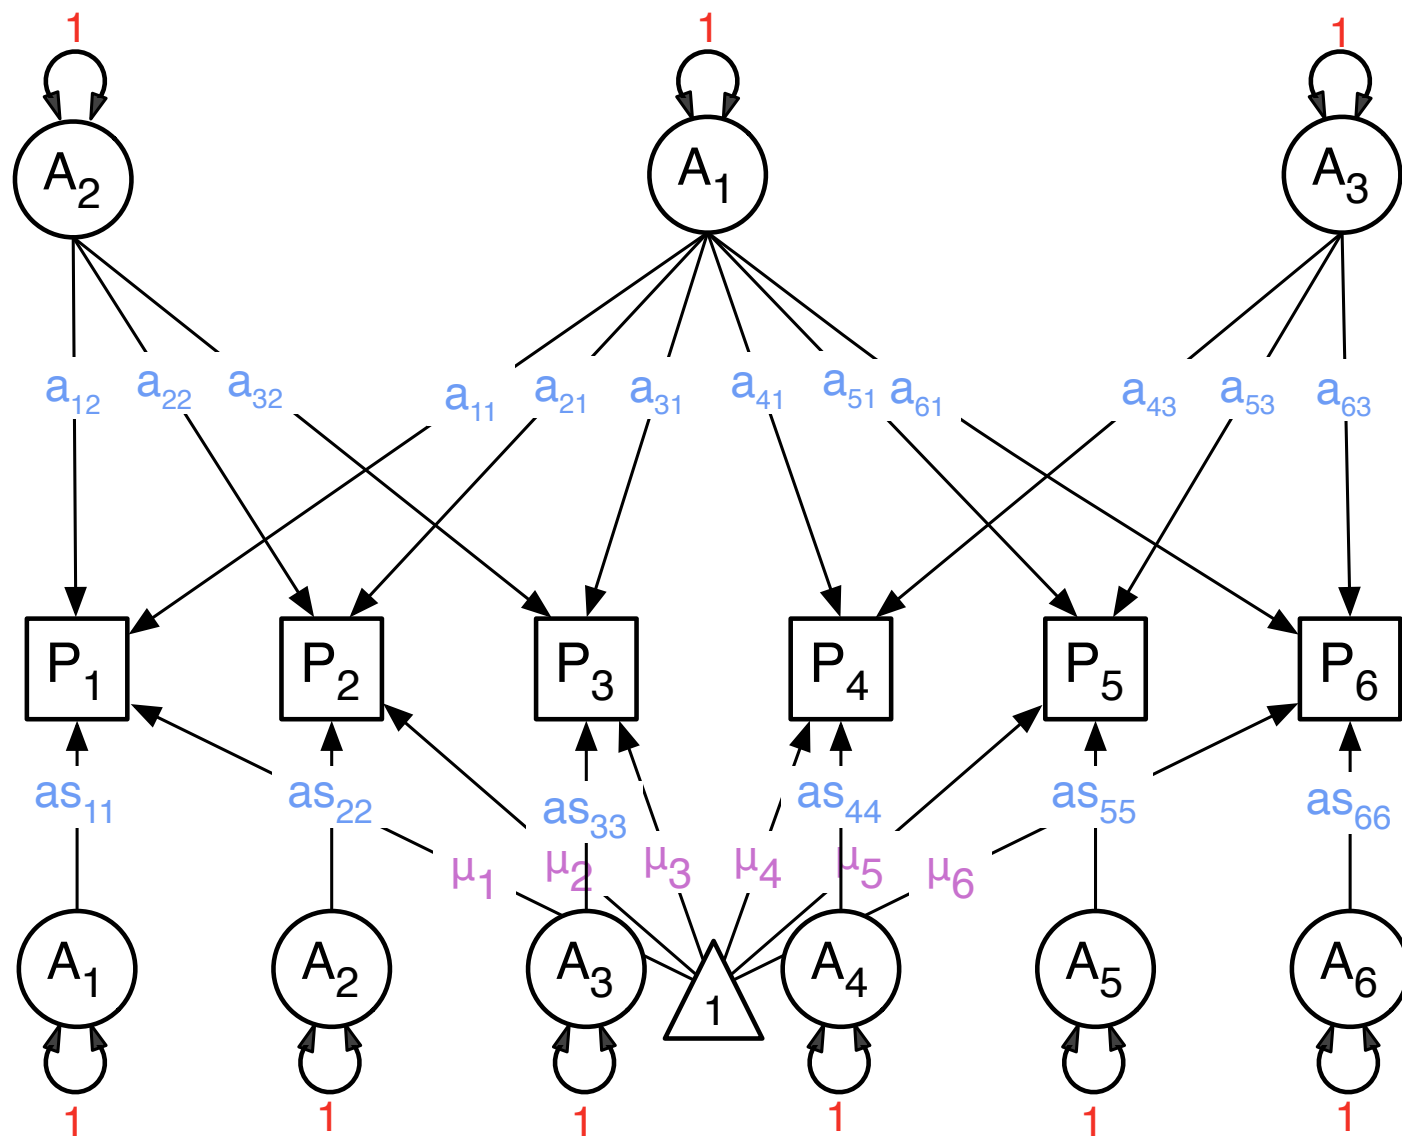 1 1 1
A2 A1 A3
a12 a22 a32 a11 a21 a31 a41 a51 a61 a43 a53 a63
P1 P2 P3 P4 P5 P6
as11 as22 as33 as44 as55 as66
μ1 μ2 μ3 μ4 μ5 μ6
A1 A2 A3 1 A4 A5 A6
1 1 1 1 1 1